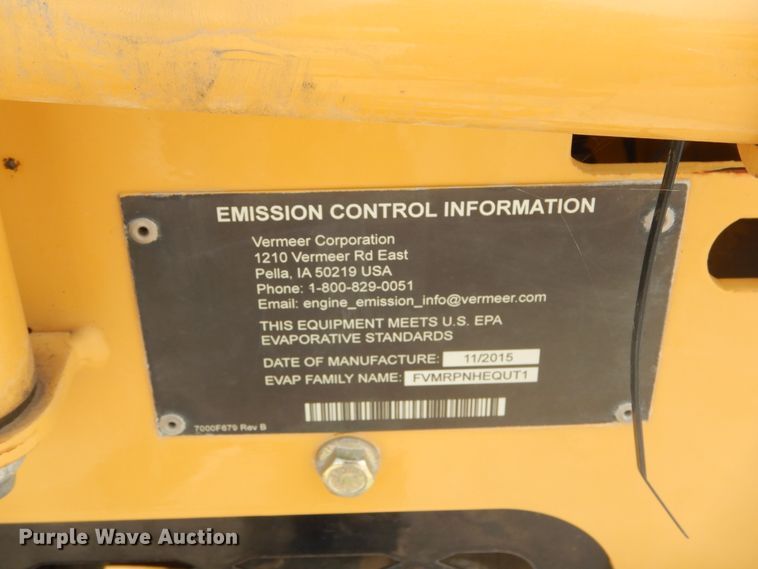 EMISSION CONTROL INFORMATION
Vermeer Corporation
1210 Vermeer Rd East
Pella, IA 50219 USA
Phone: 1-800-829-0051
Email: engine_emission_info@vermeer.com
THIS EQUIPMENT MEETS U.S. EPA
EVAPORATIVE STANDARDS
DATE OF MANUFACTURE: 11/2015
EVAP FAMILY NAME: FVMRPNHEQUT1
7000F679 Rev B
Purple Wave Auction®